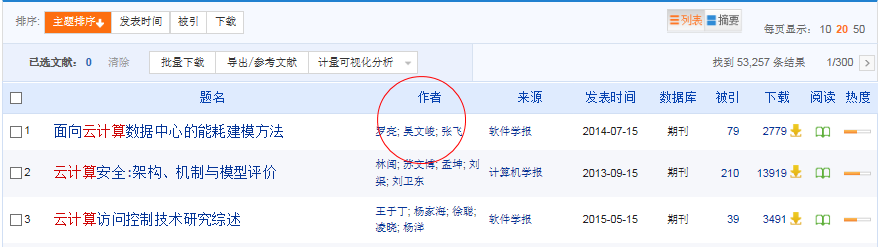 排序: 主题排序 发表时间 被引 下载 列表 摘要 每页显示: 10 20 50
已选文献: 0 清除 批量下载 导出/参考文献 计量可视化分析 找到 53,257 条结果 1/300
题名 作者 来源 发表时间 数据库 被引 下载 阅读 热度
1 面向云计算数据中心的能耗建模方法 罗亮; 吴文峻; 张飞 软件学报 2014-07-15 期刊 79 2779
2 云计算安全:架构、机制与模型评价 林闯; 苏文博; 孟坤; 刘渠; 刘卫东 计算机学报 2013-09-15 期刊 210 13919
3 云计算访问控制技术研究综述 王于丁; 杨家海; 徐聪; 凌晓; 杨洋 软件学报 2015-05-15 期刊 39 3491